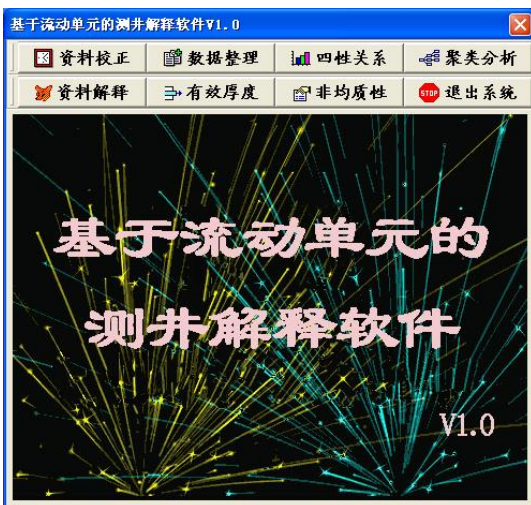 基于流动单元的测井解释软件V1.0
资料校正 数据整理 四性关系 聚类分析
资料解释 有效厚度 STOP 非均质性 退出系统
基于流动单元的
测井解释软件
V1.0